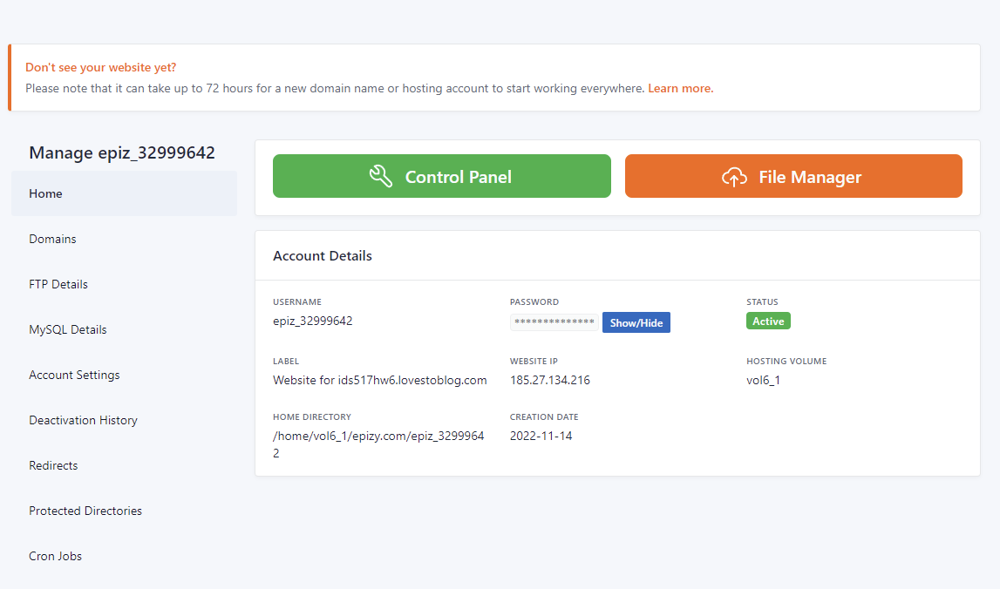 Don't see your website yet?
Please note that it can take up to 72 hours for a new domain name or hosting account to start working everywhere. Learn more.
Manage epiz_32999642
Home
Domains
FTP Details
MySQL Details
Account Settings
Deactivation History
Redirects
Protected Directories
Cron Jobs
Control Panel
File Manager
Account Details
USERNAME
epiz_32999642
PASSWORD
************** Show/Hide
STATUS
Active
LABEL
Website for ids517hw6.lovestoblog.com
WEBSITE IP
185.27.134.216
HOSTING VOLUME
vol6_1
HOME DIRECTORY
/home/vol6_1/epizy.com/epiz_3299964
2
CREATION DATE
2022-11-14